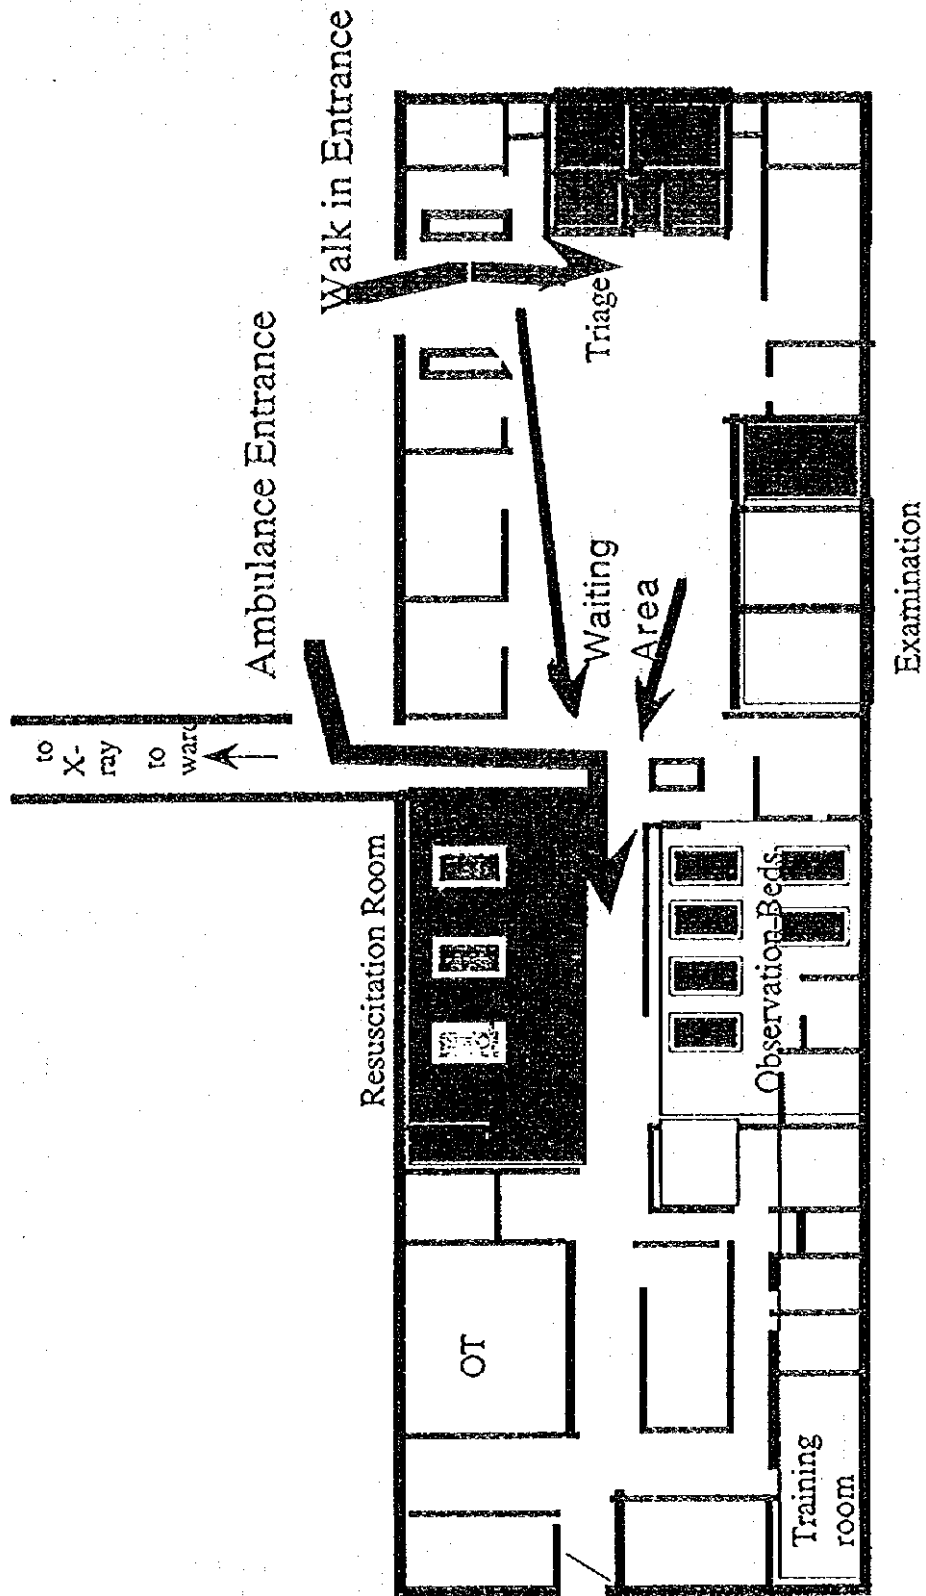 Walk in Entrance
Ambulance Entrance
to
X-
ray
to
ward
Triage
Waiting
Area
Examination
Resuscitation Room
Observation Beds
OT
Training
room